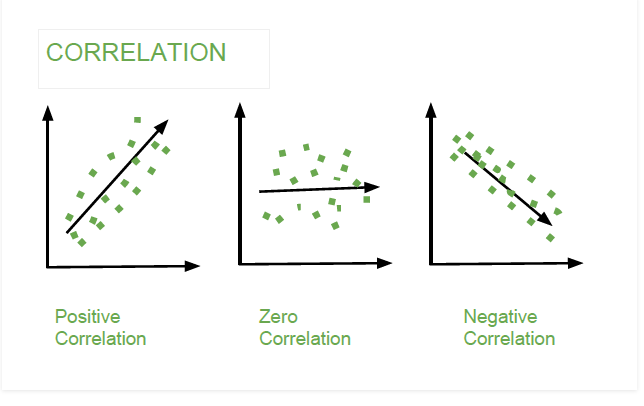 CORRELATION
Positive
Correlation
Zero
Correlation
Negative
Correlation